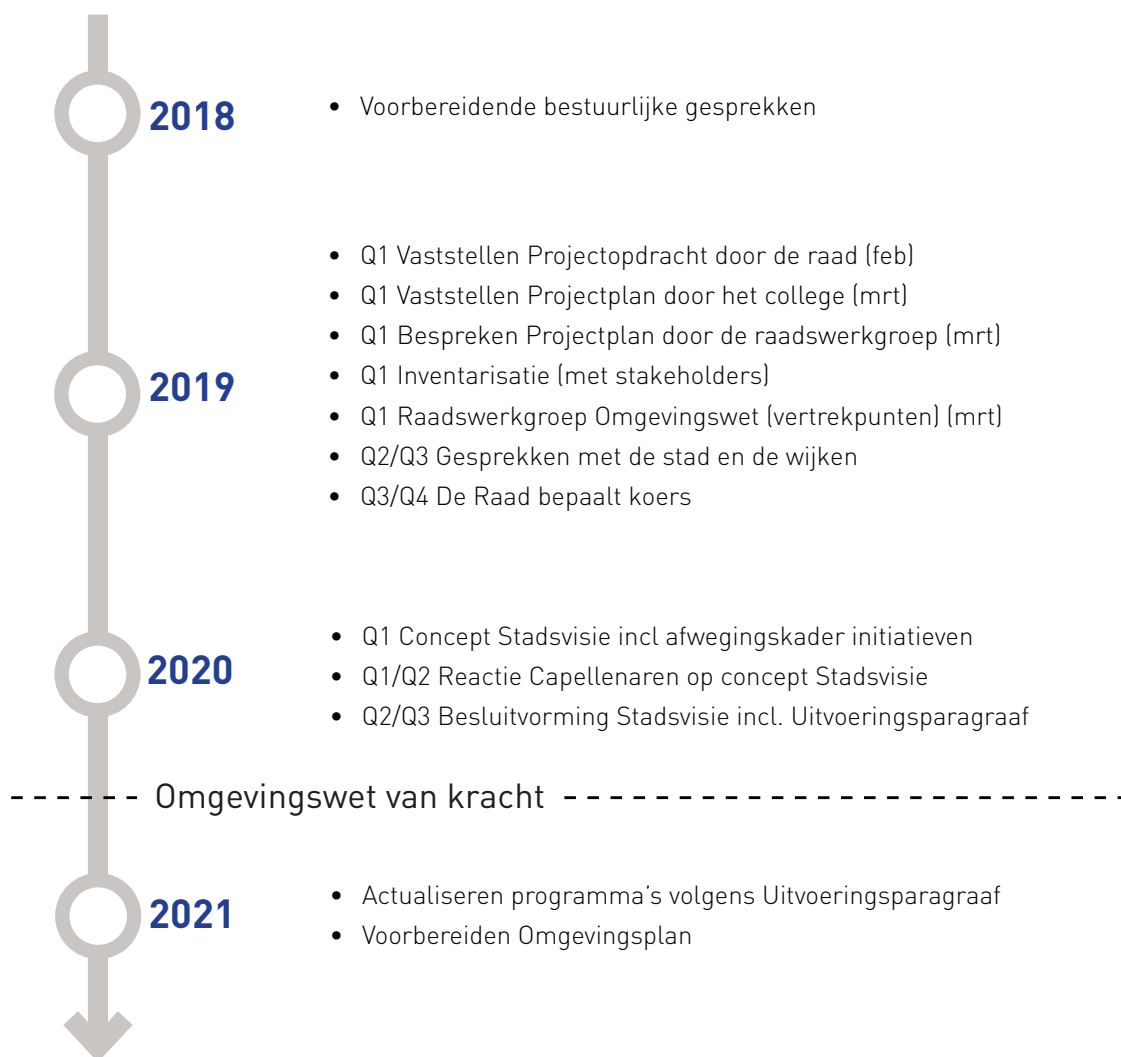 2018
• Voorbereidende bestuurlijke gesprekken
2019
• Q1 Vaststellen Projectopdracht door de raad (feb)
• Q1 Vaststellen Projectplan door het college (mrt)
• Q1 Bespreken Projectplan door de raadswerkgroep (mrt)
• Q1 Inventarisatie (met stakeholders)
• Q1 Raadswerkgroep Omgevingswet (vertrekpunten) (mrt)
• Q2/Q3 Gesprekken met de stad en de wijken
• Q3/Q4 De Raad bepaalt koers
2020
• Q1 Concept Stadsvisie incl afwegingskader initiatieven
• Q1/Q2 Reactie Capellenaren op concept Stadsvisie
• Q2/Q3 Besluitvorming Stadsvisie incl. Uitvoeringsparagraaf
Omgevingswet van kracht
2021
• Actualiseren programma's volgens Uitvoeringsparagraaf
• Voorbereiden Omgevingsplan